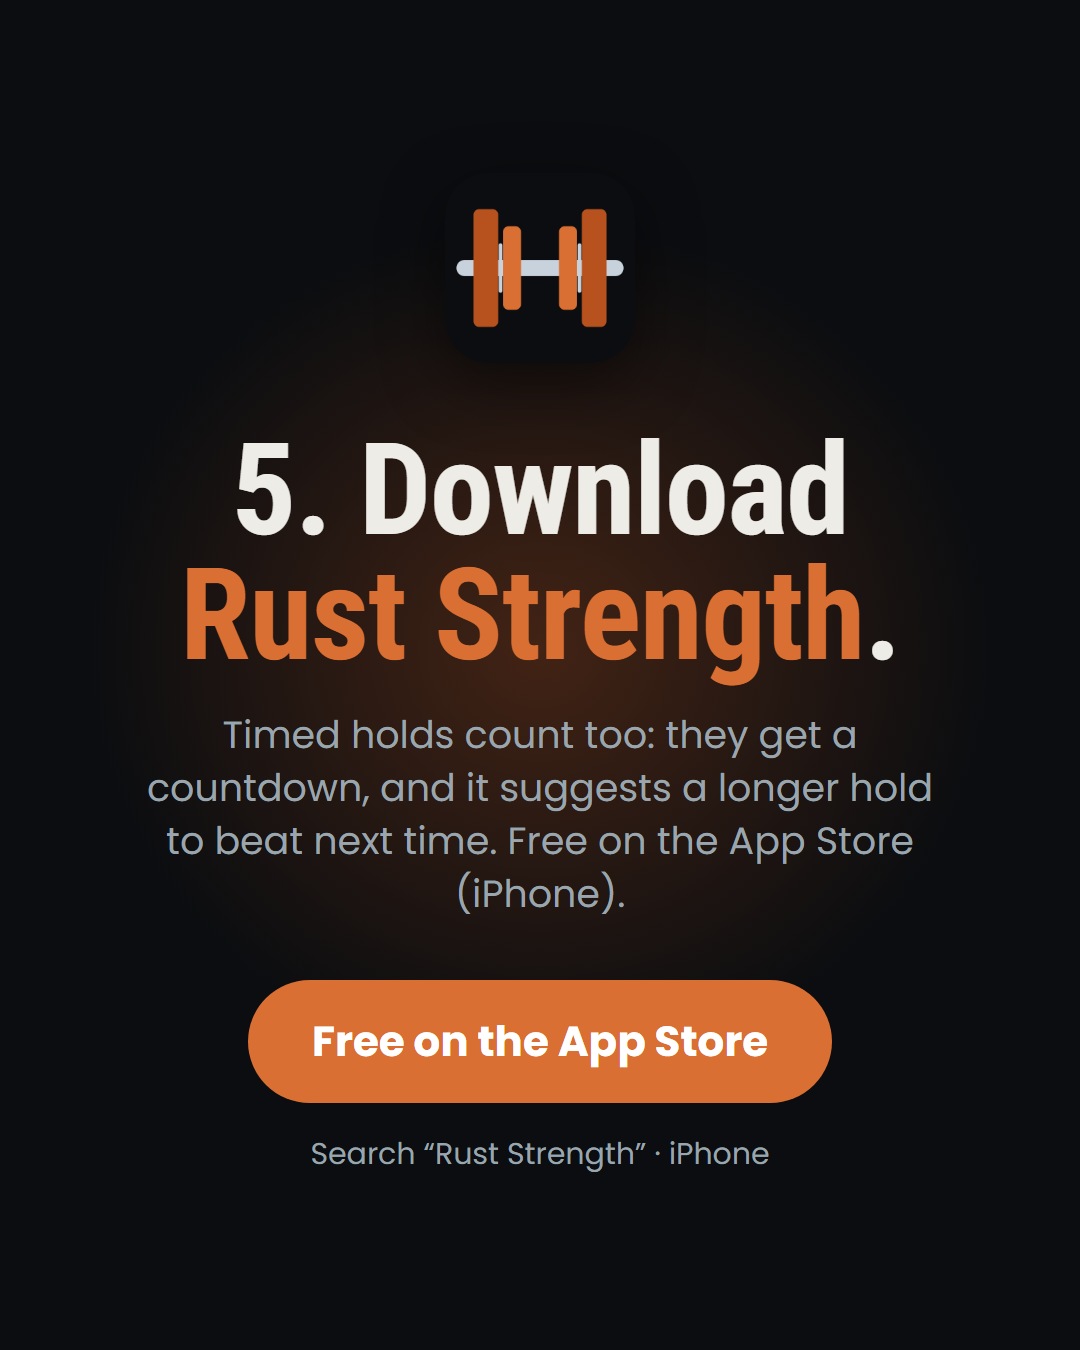 5. Download
Rust Strength.
Timed holds count too: they get a
countdown, and it suggests a longer hold
to beat next time. Free on the App Store
(iPhone).
Free on the App Store
Search “Rust Strength” · iPhone